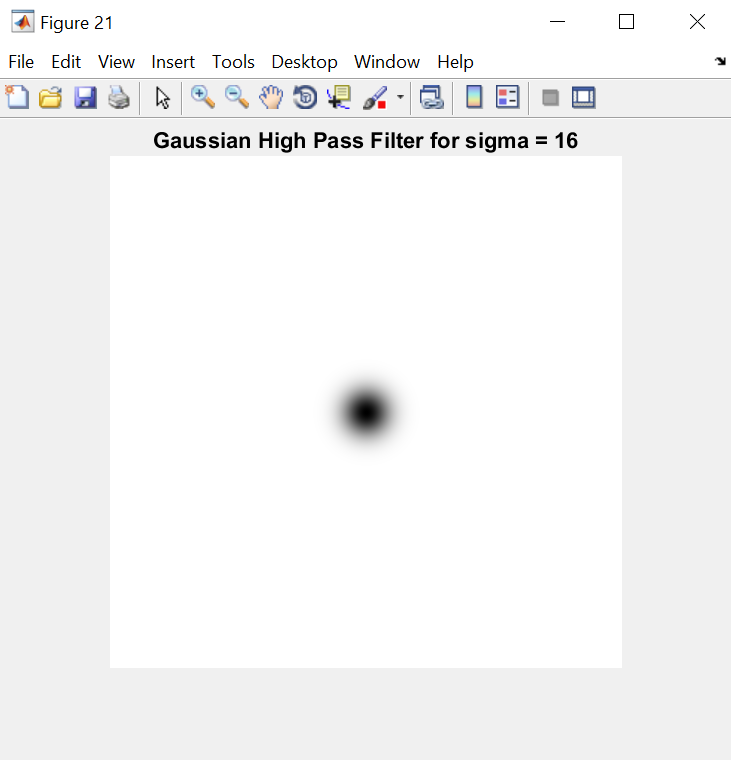 Figure 21
File Edit View Insert Tools Desktop Window Help
Gaussian High Pass Filter for sigma = 16